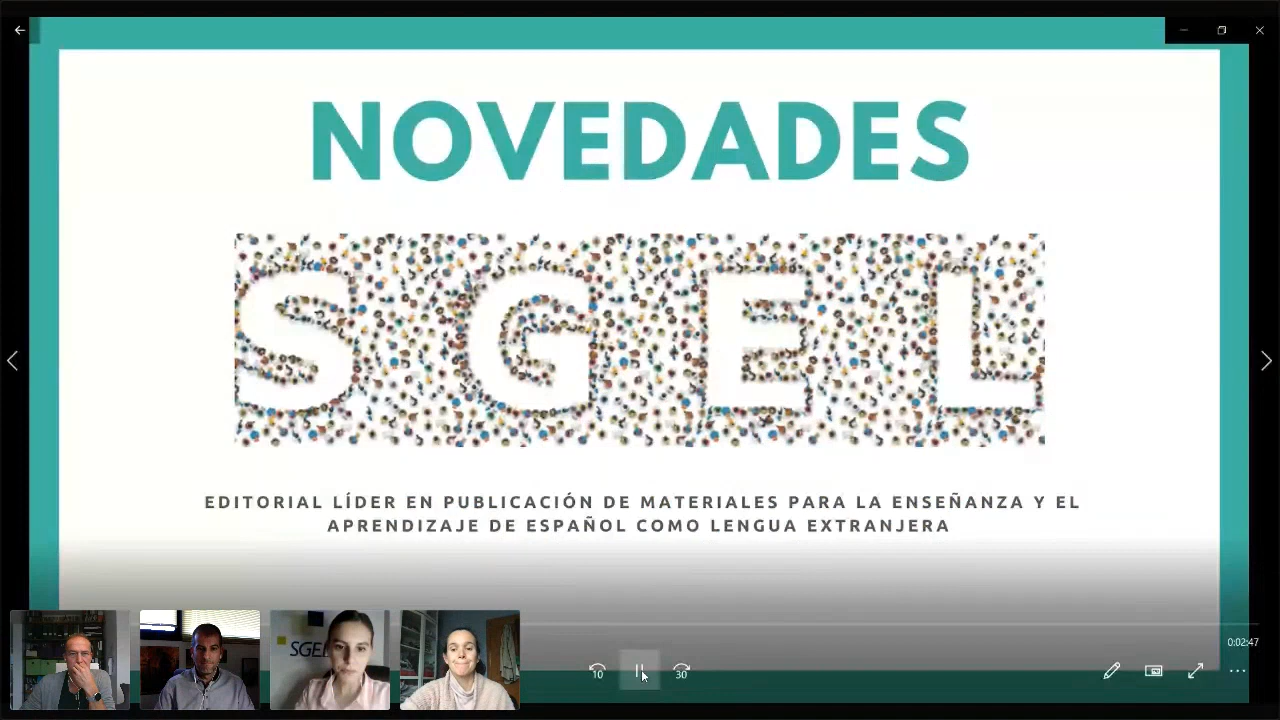 NOVEDADES
SGEL
EDITORIAL LÍDER EN PUBLICACIÓN DE MATERIALES PARA LA ENSEÑANZA Y EL
APRENDIZAJE DE ESPAÑOL COMO LENGUA EXTRANJERA
SGEL
0:02:47
10
30